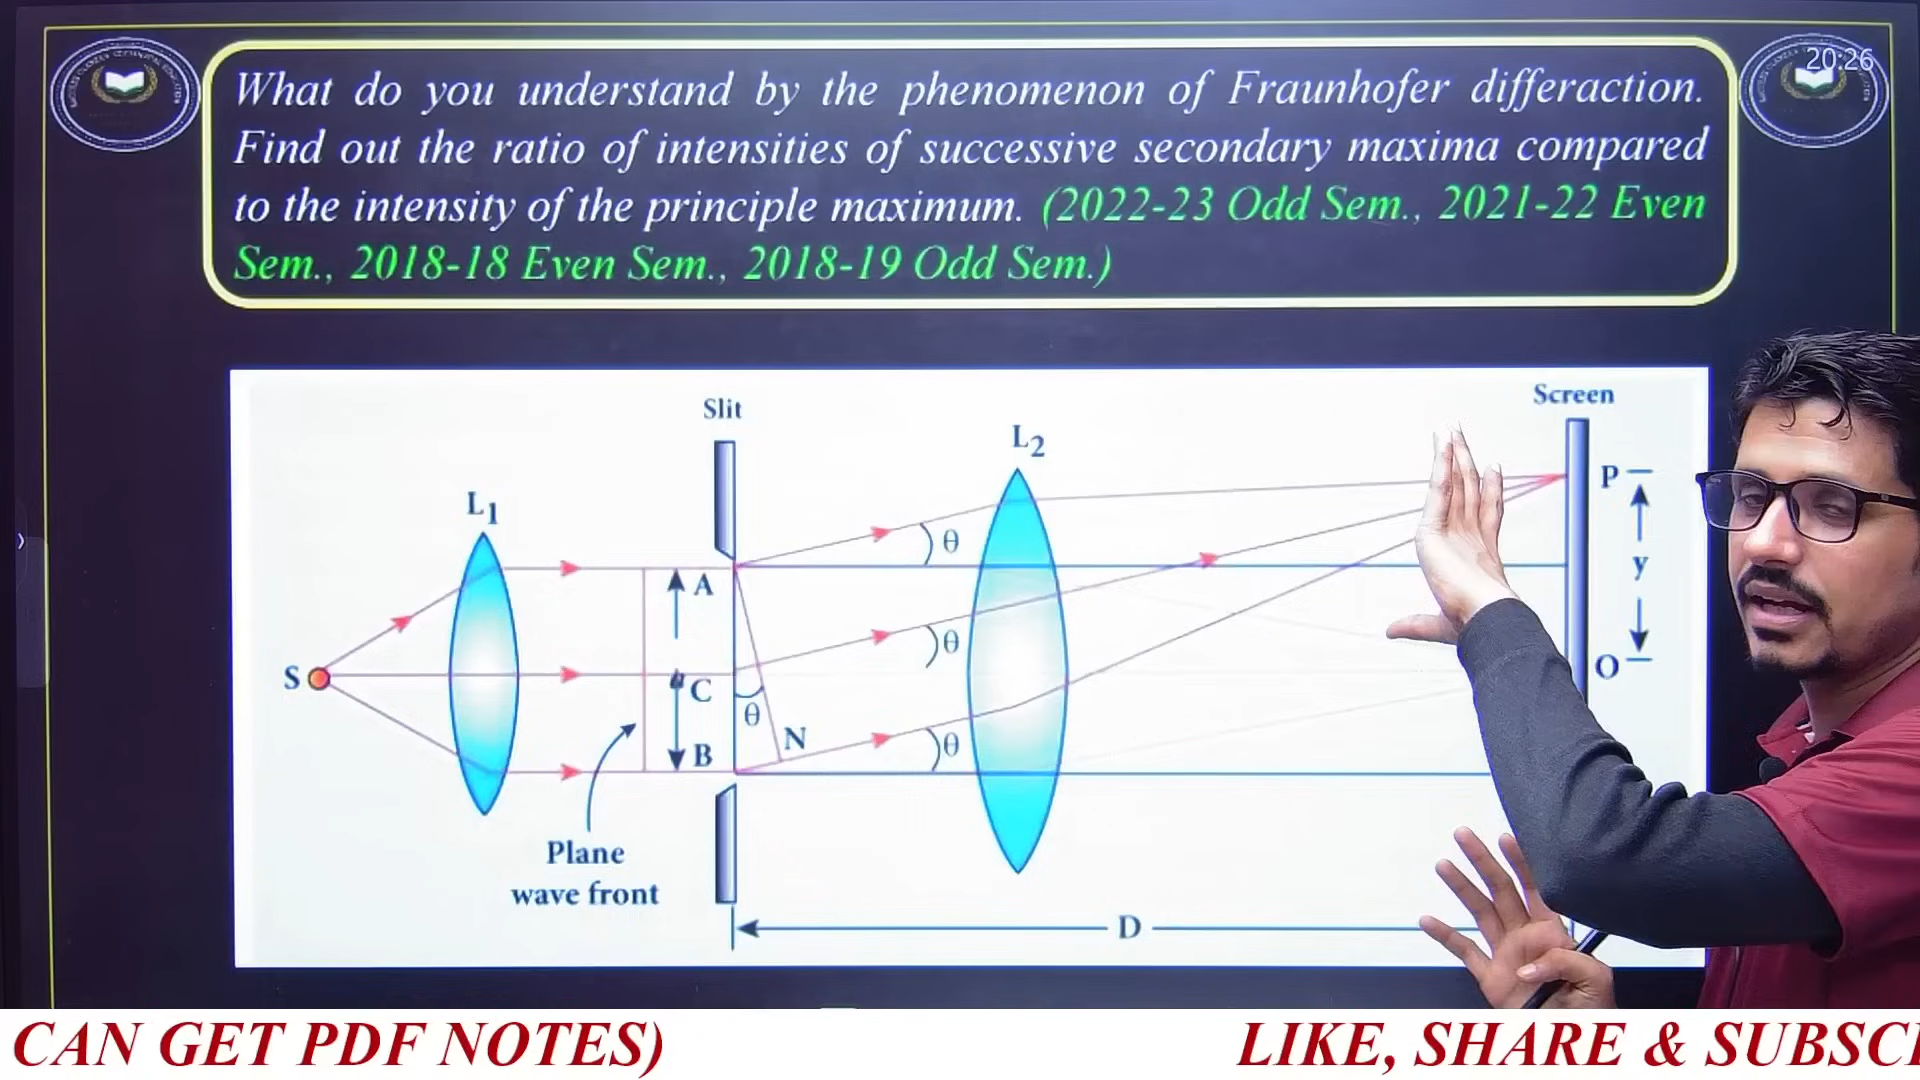 20:26
What do you understand by the phenomenon of Fraunhofer differaction.
Find out the ratio of intensities of successive secondary maxima compared
to the intensity of the principle maximum. (2022-23 Odd Sem., 2021-22 Even
Sem., 2018-18 Even Sem., 2018-19 Odd Sem.)
Slit
Screen
L2
L1
P
θ
y
A
θ
O
S
C
θ
N
B
θ
Plane
wave front
D
CAN GET PDF NOTES) LIKE, SHARE & SUBSC